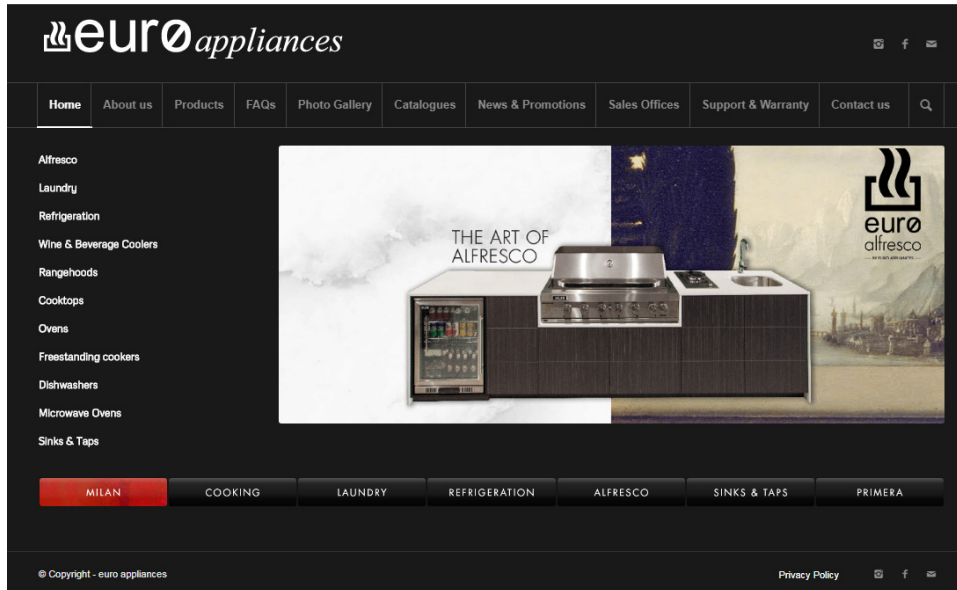 eurø appliances
Home About us Products FAQs Photo Gallery Catalogues News & Promotions Sales Offices Support & Warranty Contact us
Alfresco
Laundry
Refrigeration
Wine & Beverage Coolers
Rangehoods
Cooktops
Ovens
Freestanding cookers
Dishwashers
Microwave Ovens
Sinks & Taps
THE ART OF
ALFRESCO
eurø
alfresco
MILAN COOKING LAUNDRY REFRIGERATION ALFRESCO SINKS & TAPS PRIMERA
© Copyright - euro appliances
Privacy Policy